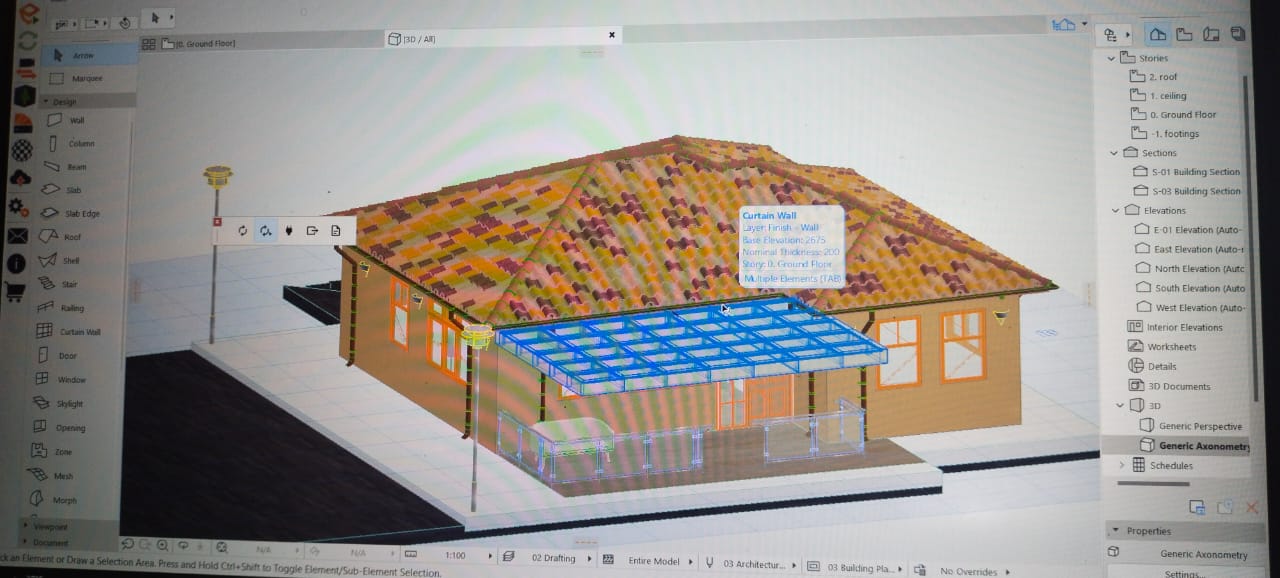 [0. Ground Floor]
[3D / All]
Arrow
Marquee
Design
Wall
Column
Beam
Slab
Slab Edge
Roof
Shell
Stair
Railing
Curtain Wall
Door
Window
Skylight
Opening
Zone
Mesh
Morph
Viewpoint
Document
Curtain Wall
Layer: Finish - Wall
Base Elevation: 2675
Nominal Thickness: 200
Story: 0. Ground Floor
Multiple Elements (TAB)
Stories
2. roof
1. ceiling
0. Ground Floor
-1. footings
Sections
S-01 Building Section
S-03 Building Section
Elevations
E-01 Elevation (Auto-
East Elevation (Auto-r
North Elevation (Auto
South Elevation (Auto
West Elevation (Auto-
Interior Elevations
Worksheets
Details
3D Documents
3D
Generic Perspective
Generic Axonometry
Schedules
Properties
Generic Axonometry
Settings...
N/A
N/A
1:100
02 Drafting
Entire Model
03 Architectur...
03 Building Pla...
No Overrides
ck an Element or Draw a Selection Area. Press and Hold Ctrl+Shift to Toggle Element/Sub-Element Selection.